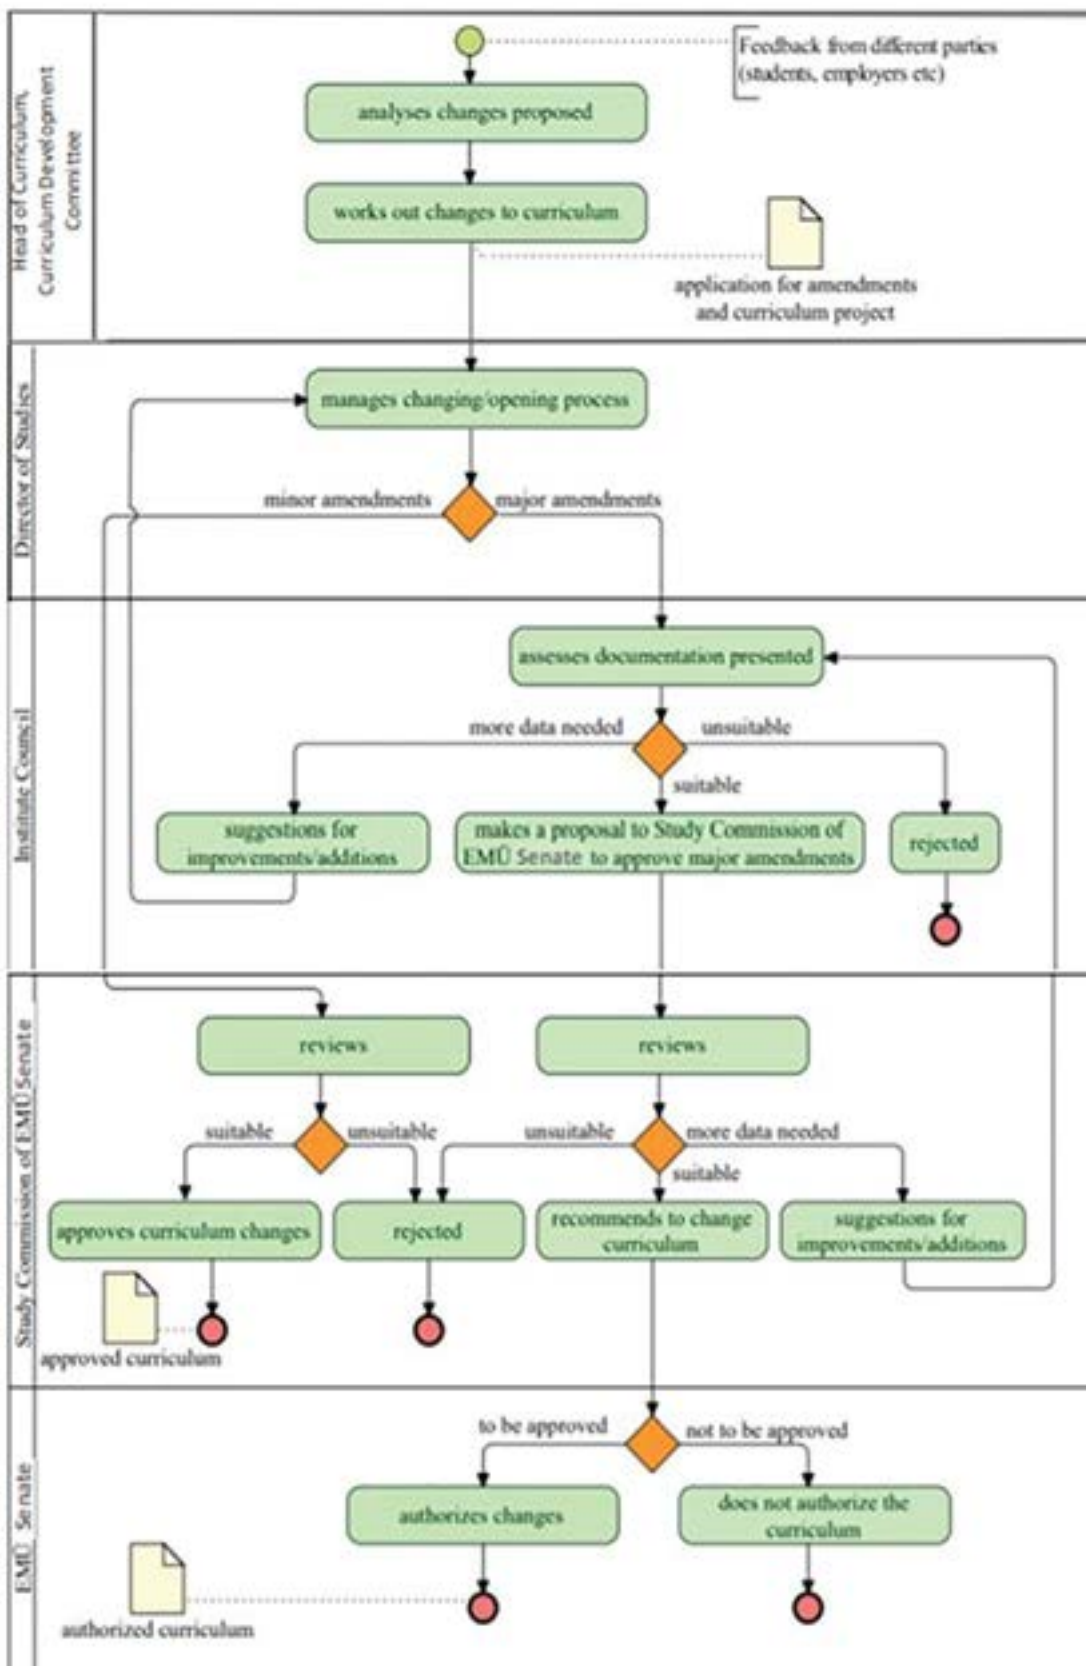 Head of Curriculum,
Curriculum Development
Committee
Feedback from different parties
(students, employers etc)
analyses changes proposed
works out changes to curriculum
application for amendments
and curriculum project
Director of Studies
manages changing/opening process
minor amendments
major amendments
Institute Council
assesses documentation presented
more data needed
unsuitable
suitable
suggestions for
improvements/additions
makes a proposal to Study Commission of
EMÜ Senate to approve major amendments
rejected
Study Commission of EMÜ Senate
reviews
reviews
suitable
unsuitable
unsuitable
more data needed
suitable
approves curriculum changes
rejected
recommends to change
curriculum
suggestions for
improvements/additions
approved curriculum
EMÜ Senate
to be approved
not to be approved
authorizes changes
does not authorize the
curriculum
authorized curriculum